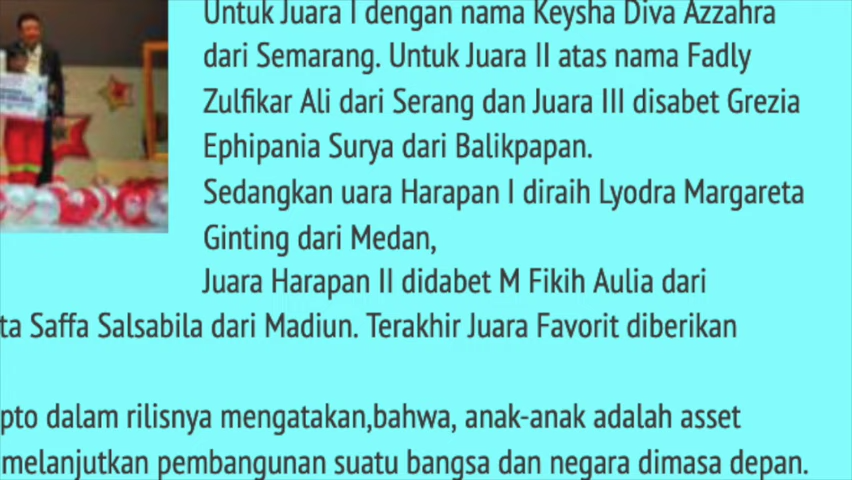 Untuk Juara I dengan nama Keysha Diva Azzahra
dari Semarang. Untuk Juara II atas nama Fadly
Zulfikar Ali dari Serang dan Juara III disabet Grezia
Ephipania Surya dari Balikpapan.
Sedangkan uara Harapan I diraih Lyodra Margareta
Ginting dari Medan,
Juara Harapan II didabet M Fikih Aulia dari
ta Saffa Salsabila dari Madiun. Terakhir Juara Favorit diberikan
pto dalam rilisnya mengatakan,bahwa, anak-anak adalah asset
melanjutkan pembangunan suatu bangsa dan negara dimasa depan.